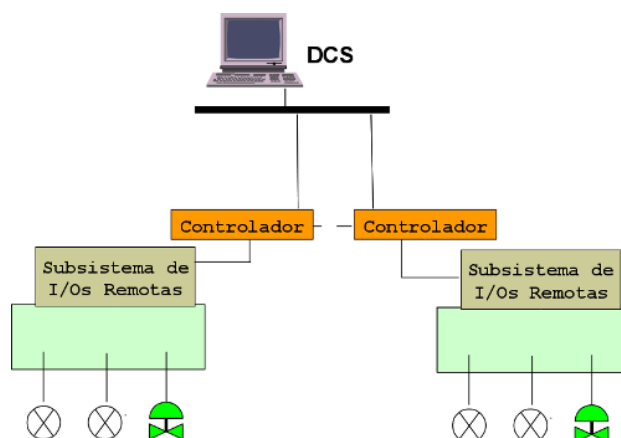 DCS
Controlador
Controlador
Subsistema de
I/Os Remotas
Subsistema de
I/Os Remotas